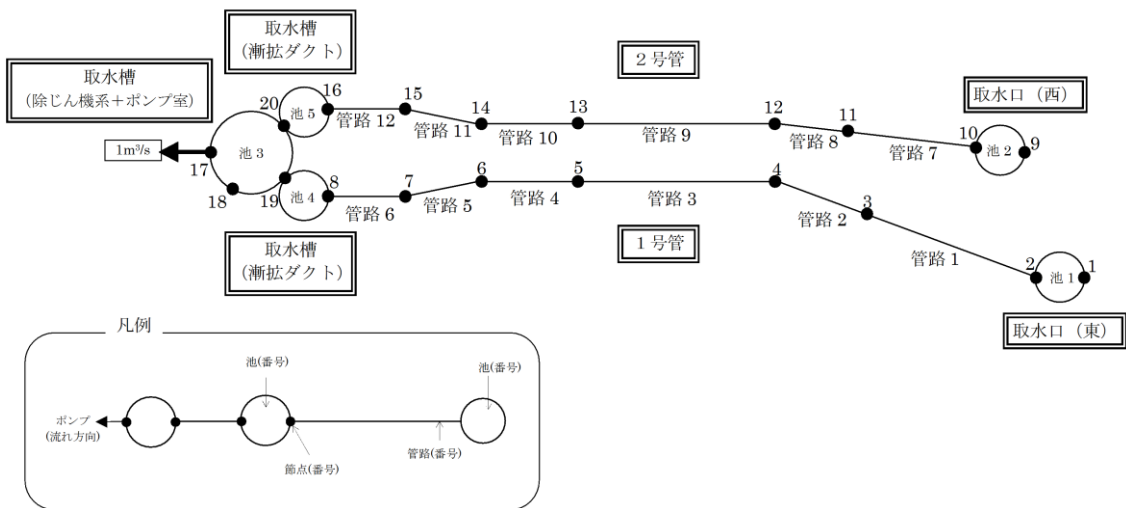 取水槽
(漸拡ダクト)
取水槽
(除じん機系＋ポンプ室)
2号管
取水口（西）
20
16
池 5
管路 12
15
管路 11
14
管路 10
13
管路 9
12
管路 8
11
管路 7
10
池 2
9
1m³/s
17
池 3
18
19
池 4
8
管路 6
7
管路 5
6
管路 4
5
管路 3
4
管路 2
3
管路 1
2
池 1
1
取水槽
(漸拡ダクト)
1号管
取水口（東）
凡例
池(番号)
池(番号)
ポンプ
(流れ方向)
節点(番号)
管路(番号)